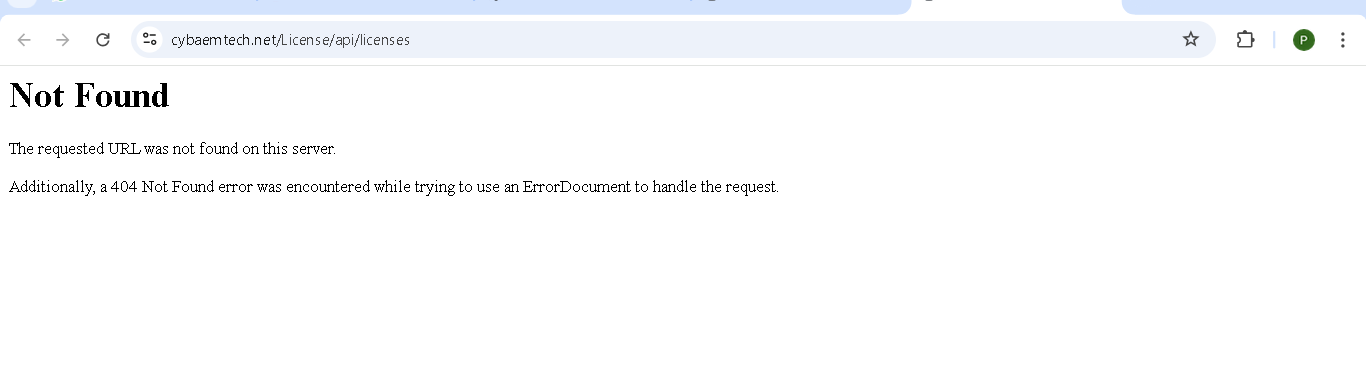 cybaemtech.net/License/api/licenses
P
Not Found
The requested URL was not found on this server.
Additionally, a 404 Not Found error was encountered while trying to use an ErrorDocument to handle the request.